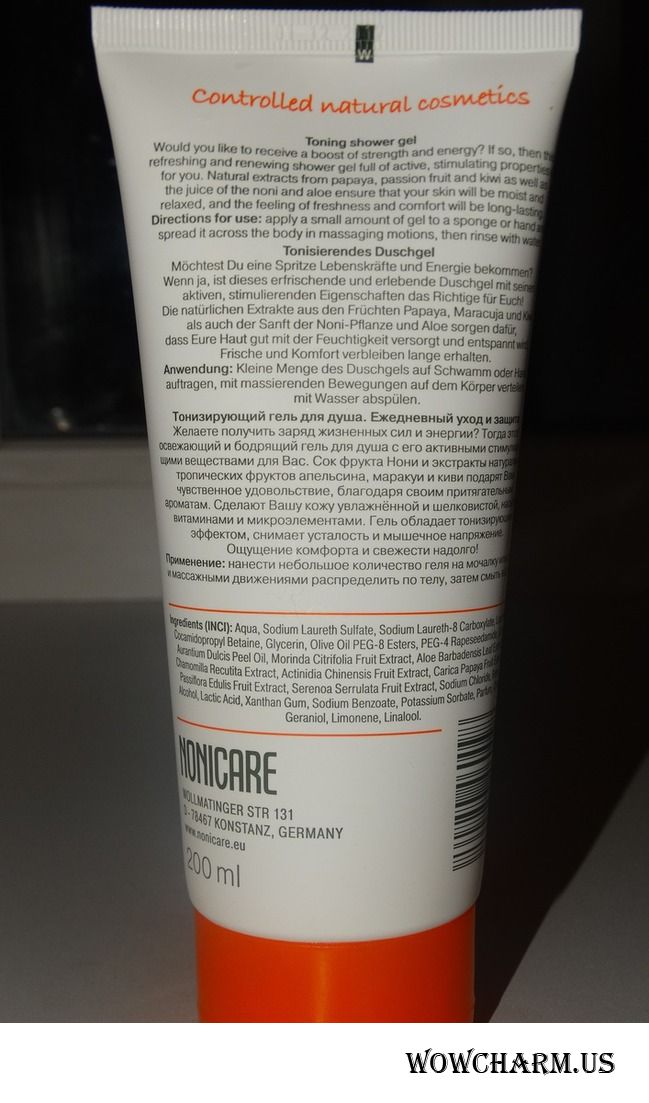 W
Controlled natural cosmetics
Toning shower gel
Would you like to receive a boost of strength and energy? If so, then
refreshing and renewing shower gel full of active, stimulating
for you. Natural extracts from papaya, passion fruit and kiwi as well
the juice of the noni and aloe ensure that your skin will be moist and
relaxed, and the feeling of freshness and comfort will be long-lasting
Directions for use: apply a small amount of gel to a sponge or hand
spread it across the body in massaging motions, then rinse with
Tonisierendes Duschgel
Möchtest Du eine Spritze Lebenskräfte und Energie bekommen?
Wenn ja, ist dieses erfrischende und erlebende Duschgel mit
aktiven, stimulierenden Eigenschaften das Richtige für Euch!
Die natürlichen Extrakte aus den Früchten Papaya, Maracuja und
als auch der Sanft der Noni-Pflanze und Aloe sorgen dafür,
dass Eure Haut gut mit der Feuchtigkeit versorgt und entspannt
Frische und Komfort verbleiben lange erhalten.
Anwendung: Kleine Menge des Duschgels auf Schwamm oder
auftragen, mit massierenden Bewegungen auf dem Körper
mit Wasser abspülen.
Тонизирующий гель для душа. Ежедневный уход и
Желаете получить заряд жизненных сил и энергии? Тогда
освежающий и бодрящий гель для душа с его активными
щими веществами для Вас. Сок фрукта Нони и экстракты
тропических фруктов апельсина, маракуи и киви подарят
чувственное удовольствие, благодаря своим
ароматам. Сделают Вашу кожу увлажнённой и шелковистой,
витаминами и микроэлементами. Гель обладает
эффектом, снимает усталость и мышечное напряжение.
Ощущение комфорта и свежести надолго!
Применение: нанести небольшое количество геля на мочалку
и массажными движениями распределить по телу, затем смыть
Ingredients (INCI): Aqua, Sodium Laureth Sulfate, Sodium Laureth-8 Carboxylate,
Cocamidopropyl Betaine, Glycerin, Olive Oil PEG-8 Esters, PEG-4
Aurantium Dulcis Peel Oil, Morinda Citrifolia Fruit Extract, Aloe Barbadensis Leaf
Chamomilla Recutita Extract, Actinidia Chinensis Fruit Extract, Carica Papaya Fruit
Passiflora Edulis Fruit Extract, Serenoa Serrulata Fruit Extract, Sodium Chloride,
Alcohol, Lactic Acid, Xanthan Gum, Sodium Benzoate, Potassium Sorbate,
Geraniol, Limonene, Linalool.
NONICARE
WOLLMATINGER STR 131
D-78467 KONSTANZ, GERMANY
www.nonicare.eu
200 ml
WOWCHARM.US